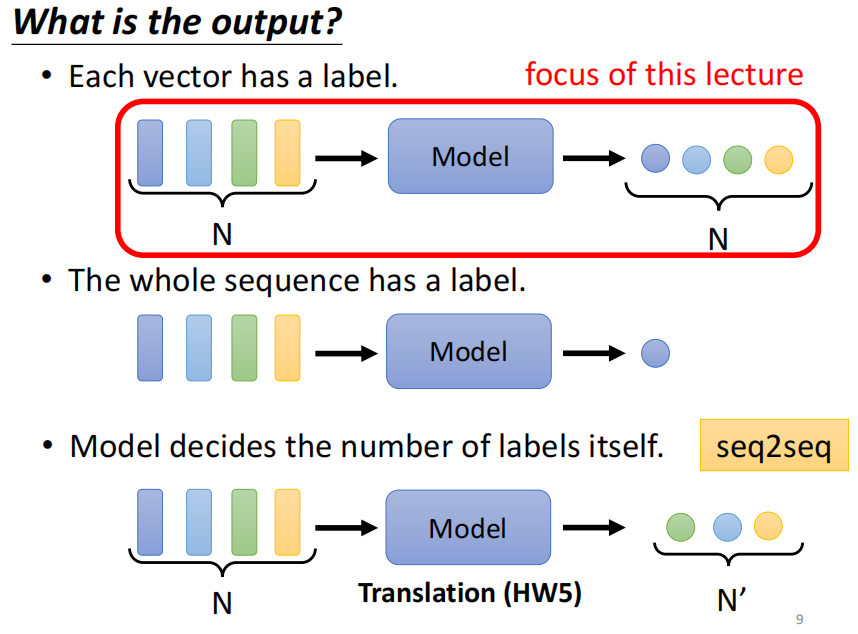 What is the output?
• Each vector has a label.
focus of this lecture
Model
N
N
• The whole sequence has a label.
Model
• Model decides the number of labels itself.
seq2seq
Model
Translation (HW5)
N
N’
9